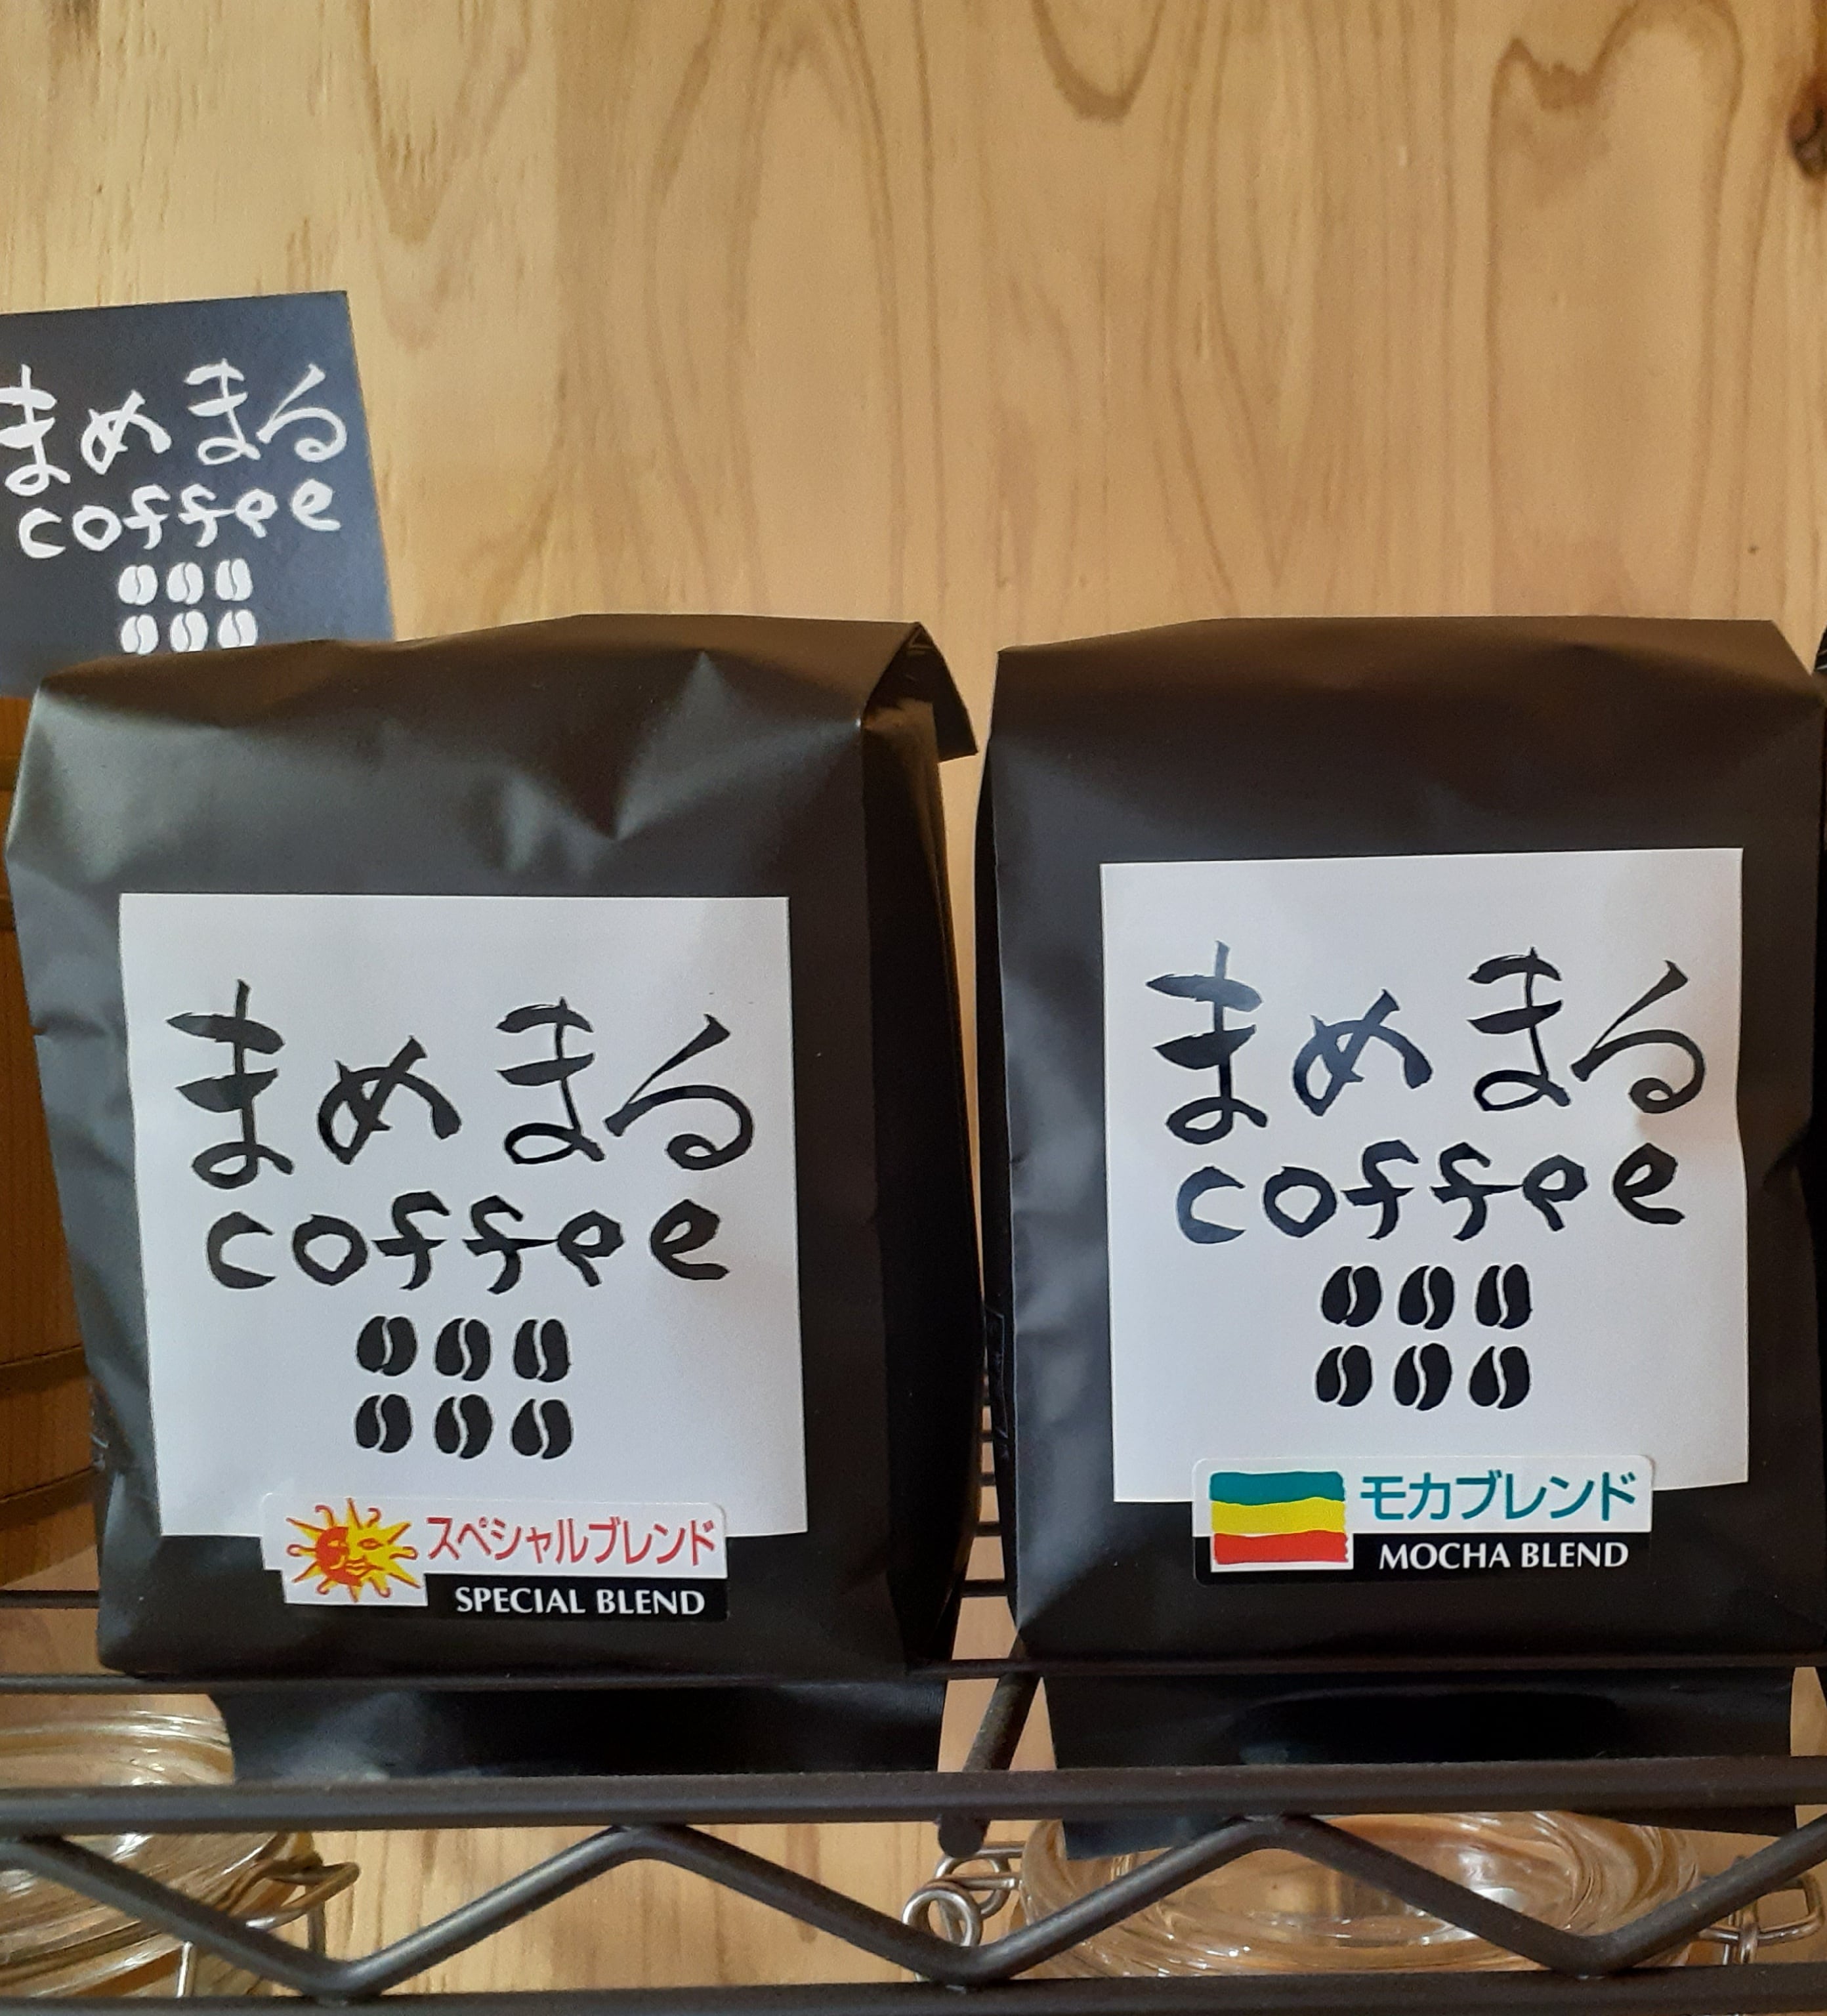 まめまる
coffee
まめまる
coffee
スペシャルブレンド
SPECIAL BLEND
まめまる
coffee
モカブレンド
MOCHA BLEND